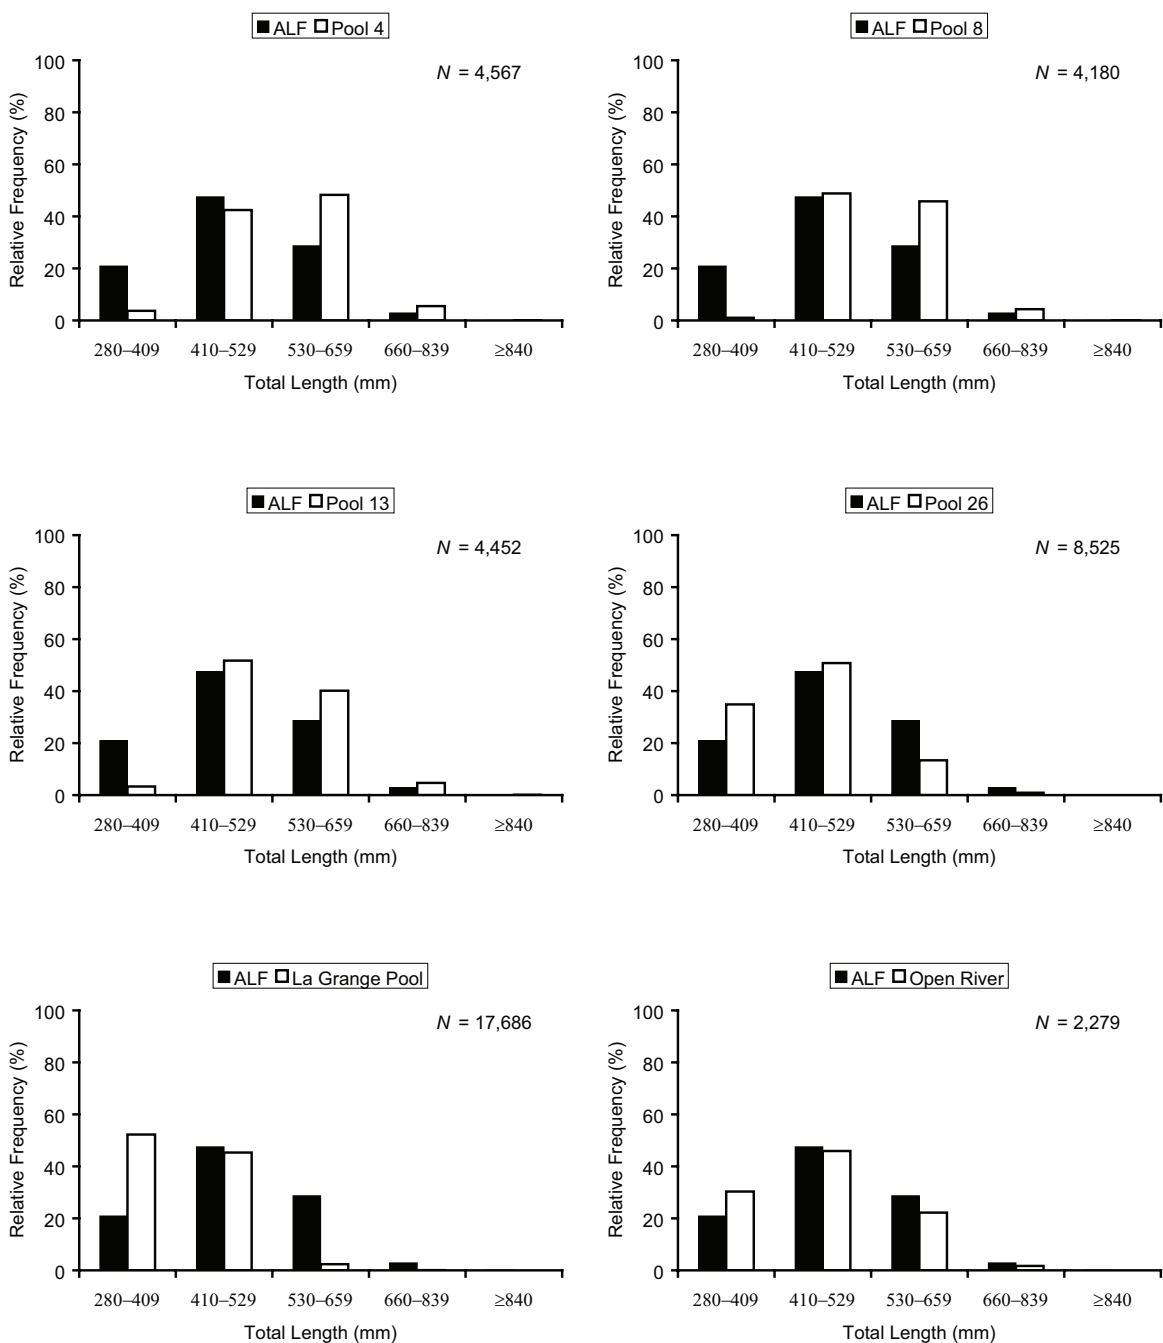 ALF Pool 4
N = 4,567
Relative Frequency (%)
100
80
60
40
20
0
280–409 410–529 530–659 660–839 ≥840
Total Length (mm)
ALF Pool 8
N = 4,180
Relative Frequency (%)
100
80
60
40
20
0
280–409 410–529 530–659 660–839 ≥840
Total Length (mm)
ALF Pool 13
N = 4,452
Relative Frequency (%)
100
80
60
40
20
0
280–409 410–529 530–659 660–839 ≥840
Total Length (mm)
ALF Pool 26
N = 8,525
Relative Frequency (%)
100
80
60
40
20
0
280–409 410–529 530–659 660–839 ≥840
Total Length (mm)
ALF La Grange Pool
N = 17,686
Relative Frequency (%)
100
80
60
40
20
0
280–409 410–529 530–659 660–839 ≥840
Total Length (mm)
ALF Open River
N = 2,279
Relative Frequency (%)
100
80
60
40
20
0
280–409 410–529 530–659 660–839 ≥840
Total Length (mm)